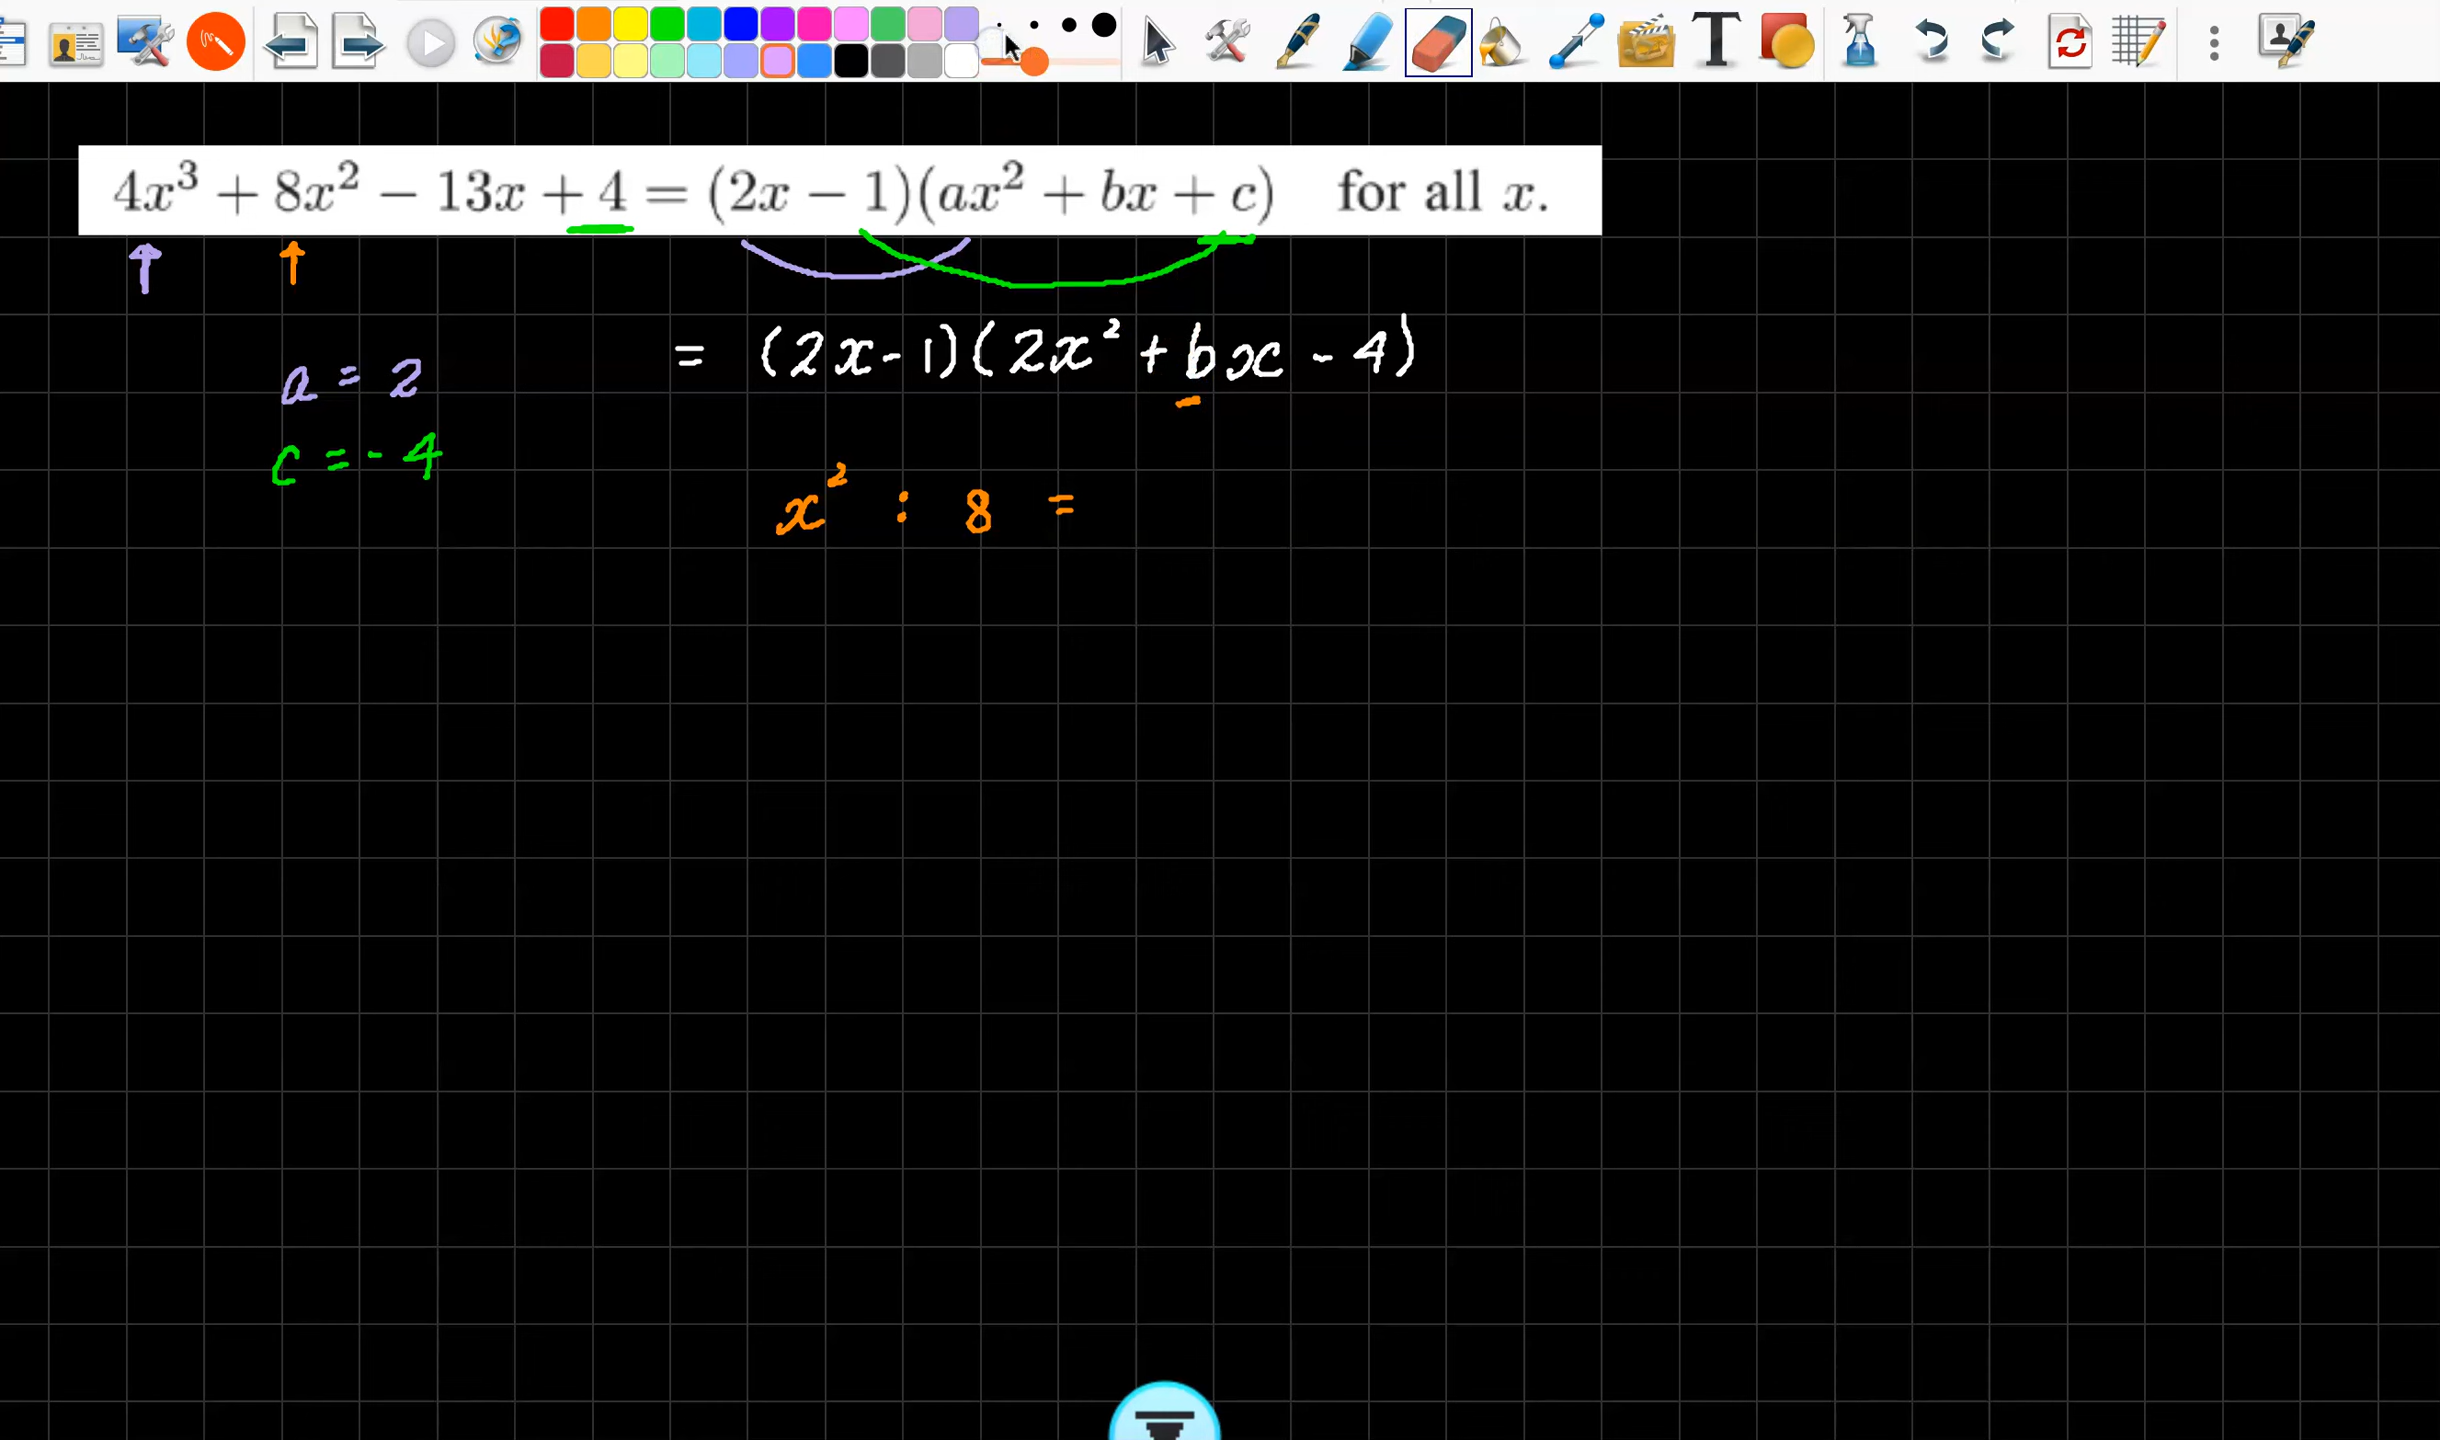 4x³ + 8x² − 13x + 4 = (2x − 1)(ax² + bx + c) for all x.
= (2x-1)(2x² + bx - 4)
a = 2
c = - 4
x² : 8 =